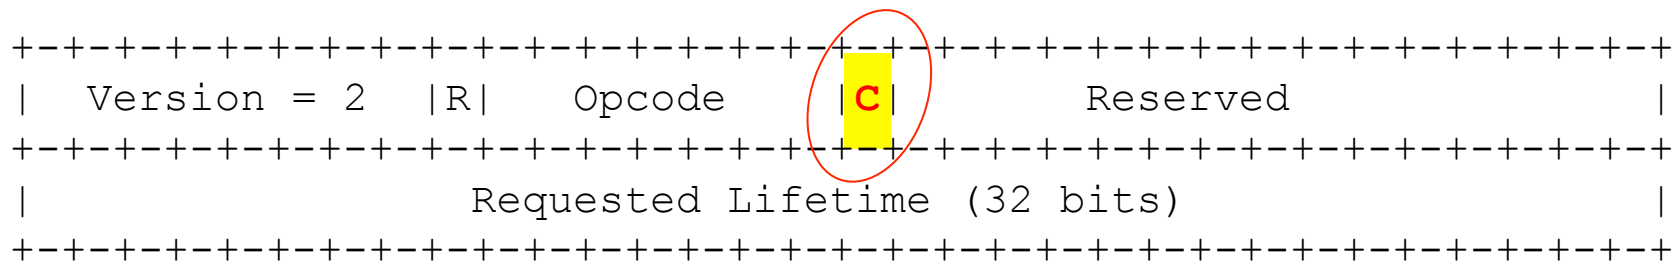 +-+-+-+-+-+-+-+-+-+-+-+-+-+-+-+-+-+-+-+-+-+-+-+-+-+-+-+-+-+-+-+-+
|  Version = 2  |R|   Opcode    |C|       Reserved              |
+-+-+-+-+-+-+-+-+-+-+-+-+-+-+-+-+-+-+-+-+-+-+-+-+-+-+-+-+-+-+-+-+
|                 Requested Lifetime (32 bits)                  |
+-+-+-+-+-+-+-+-+-+-+-+-+-+-+-+-+-+-+-+-+-+-+-+-+-+-+-+-+-+-+-+-+